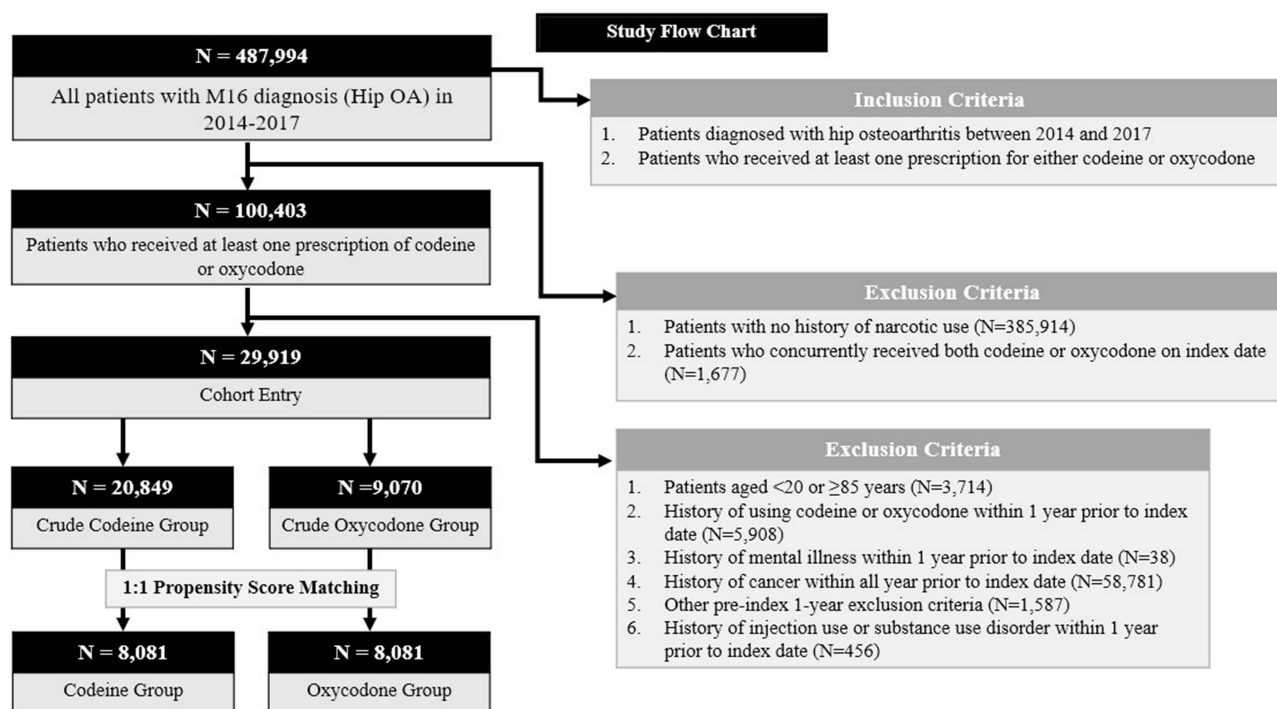 Study Flow Chart
N = 487,994
All patients with M16 diagnosis (Hip OA) in
2014-2017
Inclusion Criteria
1. Patients diagnosed with hip osteoarthritis between 2014 and 2017
2. Patients who received at least one prescription for either codeine or oxycodone
N = 100,403
Patients who received at least one prescription of codeine
or oxycodone
Exclusion Criteria
1. Patients with no history of narcotic use (N=385,914)
2. Patients who concurrently received both codeine or oxycodone on index date
(N=1,677)
N = 29,919
Cohort Entry
Exclusion Criteria
1. Patients aged <20 or ≥85 years (N=3,714)
2. History of using codeine or oxycodone within 1 year prior to index
date (N=5,908)
3. History of mental illness within 1 year prior to index date (N=38)
4. History of cancer within all year prior to index date (N=58,781)
5. Other pre-index 1-year exclusion criteria (N=1,587)
6. History of injection use or substance use disorder within 1 year
prior to index date (N=456)
N = 20,849
Crude Codeine Group
N =9,070
Crude Oxycodone Group
1:1 Propensity Score Matching
N = 8,081
Codeine Group
N = 8,081
Oxycodone Group